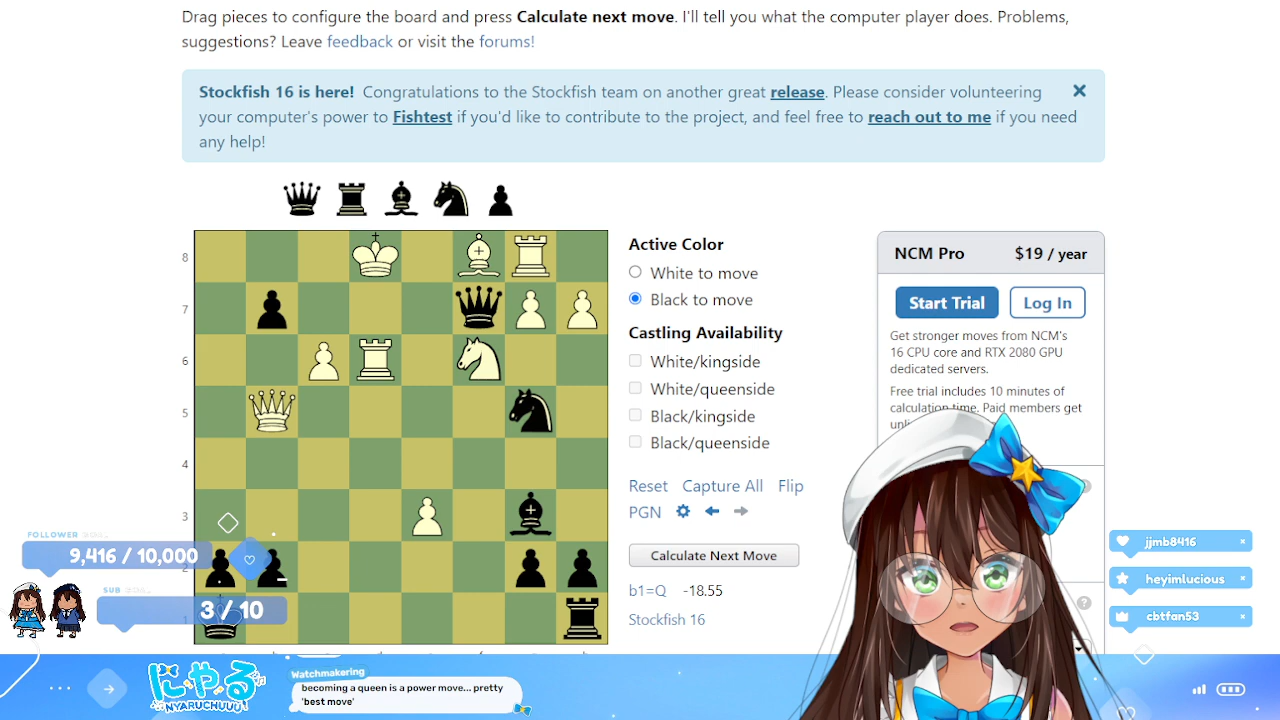 Drag pieces to configure the board and press Calculate next move. I'll tell you what the computer player does. Problems,
suggestions? Leave feedback or visit the forums!
Stockfish 16 is here! Congratulations to the Stockfish team on another great release. Please consider volunteering
your computer's power to Fishtest if you'd like to contribute to the project, and feel free to reach out to me if you need
any help!
8
7
6
5
4
3
2
1
Active Color
White to move
Black to move
Castling Availability
White/kingside
White/queenside
Black/kingside
Black/queenside
Reset Capture All Flip
PGN
Calculate Next Move
b1=Q -18.55
Stockfish 16
NCM Pro $19 / year
Start Trial Log In
Get stronger moves from NCM's
16 CPU core and RTX 2080 GPU
dedicated servers.
Free trial includes 10 minutes of
calculation time. Paid members get
FOLLOWER
9,416 / 10,000
SUB
3 / 10
jjmb8416
heyimlucious
cbtfan53
にゃる
NYARUCHUUU
Watchmakering
becoming a queen is a power move... pretty
'best move'